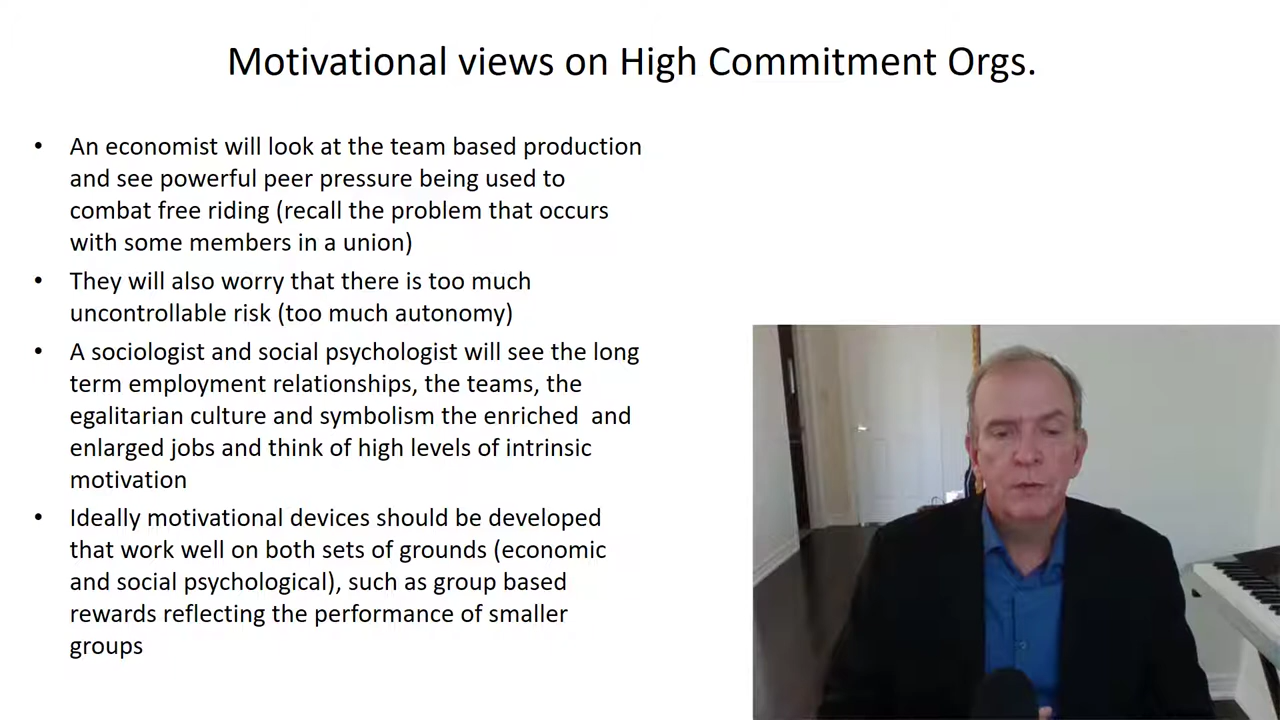 Motivational views on High Commitment Orgs.
• An economist will look at the team based production
and see powerful peer pressure being used to
combat free riding (recall the problem that occurs
with some members in a union)
• They will also worry that there is too much
uncontrollable risk (too much autonomy)
• A sociologist and social psychologist will see the long
term employment relationships, the teams, the
egalitarian culture and symbolism the enriched  and
enlarged jobs and think of high levels of intrinsic
motivation
• Ideally motivational devices should be developed
that work well on both sets of grounds (economic
and social psychological), such as group based
rewards reflecting the performance of smaller
groups